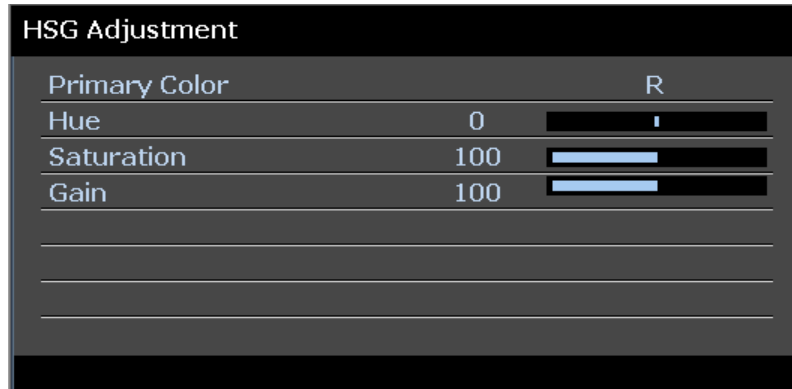 HSG Adjustment
Primary Color R
Hue 0
Saturation 100
Gain 100